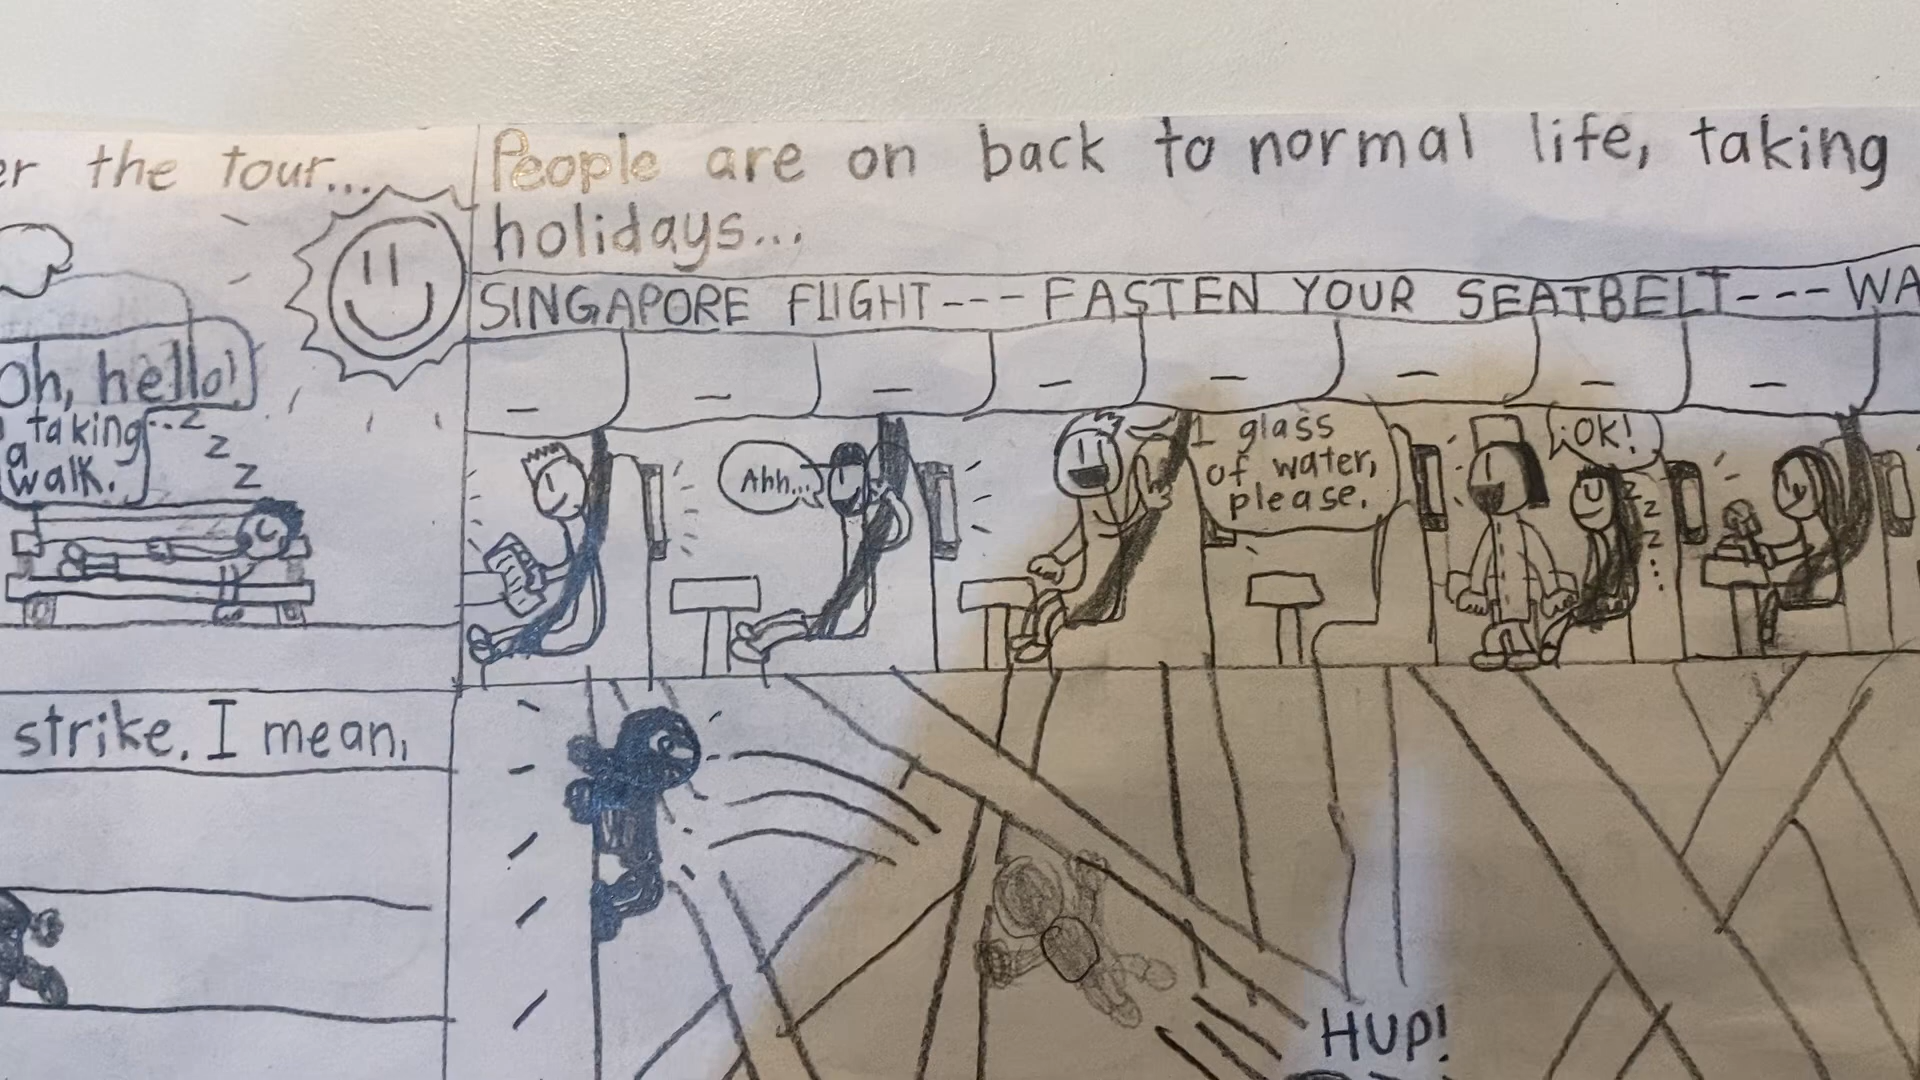 er the tour...
Oh, hello!
taking
a
walk.
z
z
z
People are on back to normal life, taking
holidays...
SINGAPORE FLIGHT--- FASTEN YOUR SEATBELT---WA
Ahh...
1 glass
of water,
please.
OK!
z
z
z
strike. I mean,
HUP!